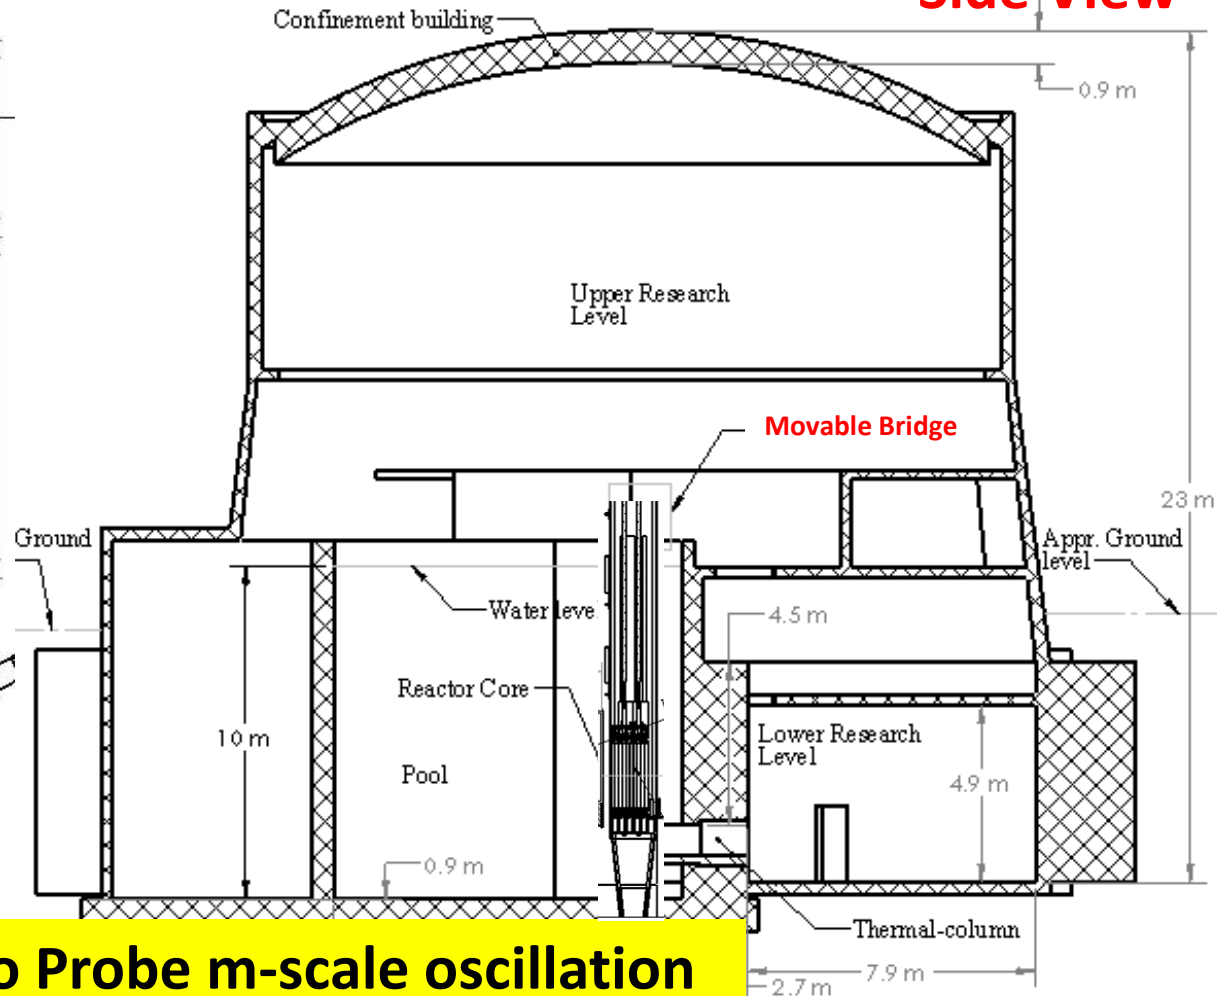 Side View
Confinement building
0.9 m
Upper Research
Level
Movable Bridge
23 m
Ground
Appr. Ground
level
Water leve
4.5 m
Reactor Core
10 m
Lower Research
Level
Pool
4.9 m
0.9 m
Thermal-column
o Probe m-scale oscillation
7.9 m
2.7 m